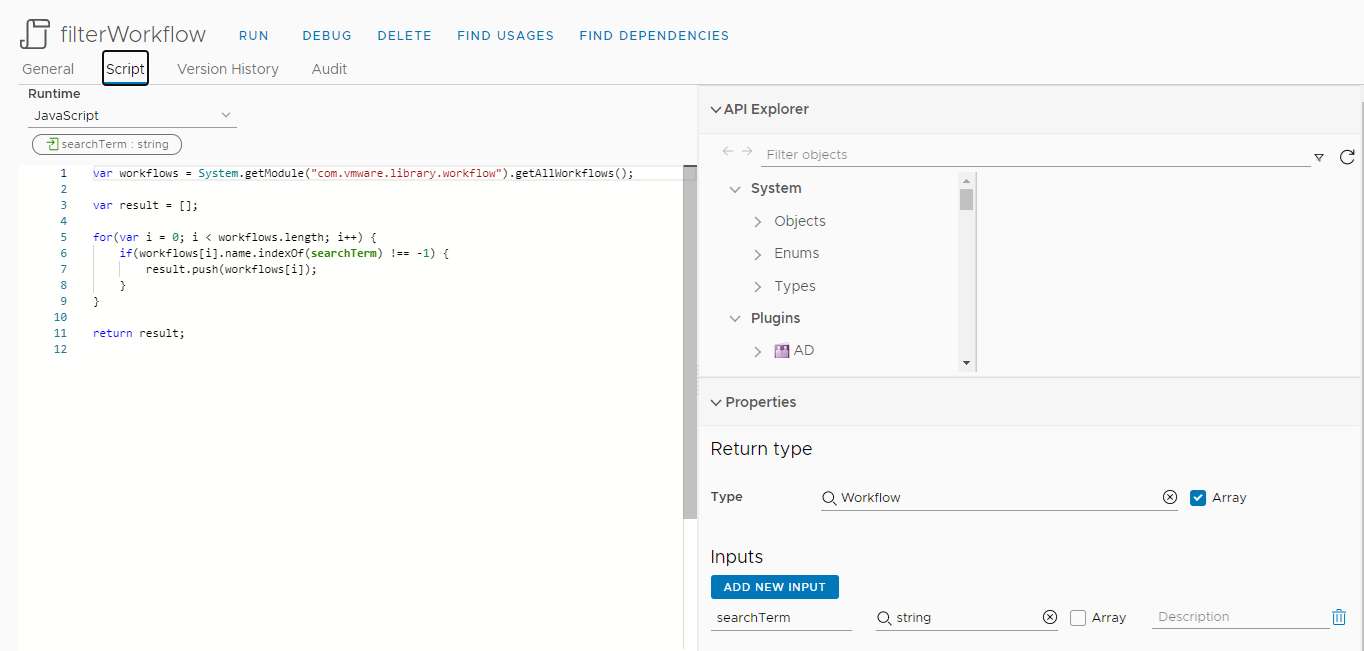 filterWorkflow RUN DEBUG DELETE FIND USAGES FIND DEPENDENCIES
General Script Version History Audit
Runtime
JavaScript
searchTerm : string
1 var workflows = System.getModule("com.vmware.library.workflow").getAllWorkflows();
2
3 var result = [];
4
5 for(var i = 0; i < workflows.length; i++) {
6 if(workflows[i].name.indexOf(searchTerm) !== -1) {
7 result.push(workflows[i]);
8 }
9 }
10
11 return result;
12
API Explorer
Filter objects
System
Objects
Enums
Types
Plugins
AD
Properties
Return type
Type Workflow Array
Inputs
ADD NEW INPUT
searchTerm string Array Description